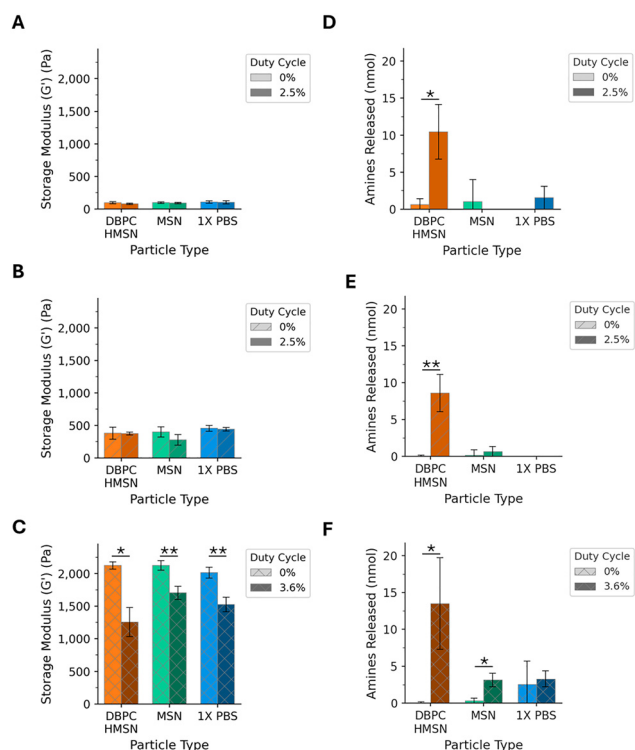 A
Storage Modulus (G') (Pa)
2,000
1,500
1,000
500
0
DBPC
HMSN
MSN
1X PBS
Particle Type
Duty Cycle
0%
2.5%
D
Amines Released (nmol)
20
15
10
5
0
*
DBPC
HMSN
MSN
1X PBS
Particle Type
Duty Cycle
0%
2.5%
B
Storage Modulus (G') (Pa)
2,000
1,500
1,000
500
0
DBPC
HMSN
MSN
1X PBS
Particle Type
Duty Cycle
0%
2.5%
E
Amines Released (nmol)
20
15
10
5
0
**
DBPC
HMSN
MSN
1X PBS
Particle Type
Duty Cycle
0%
2.5%
C
Storage Modulus (G') (Pa)
2,000
1,500
1,000
500
0
*
**
**
DBPC
HMSN
MSN
1X PBS
Particle Type
Duty Cycle
0%
3.6%
F
Amines Released (nmol)
20
15
10
5
0
*
*
DBPC
HMSN
MSN
1X PBS
Particle Type
Duty Cycle
0%
3.6%